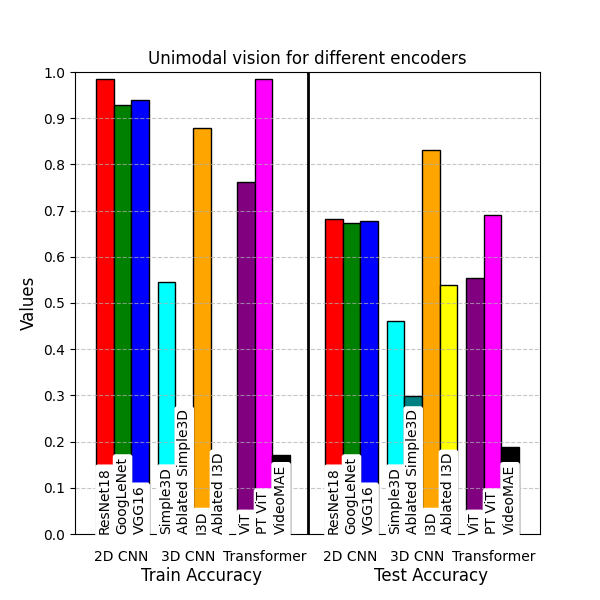 Unimodal vision for different encoders
Values
1.0
0.9
0.8
0.7
0.6
0.5
0.4
0.3
0.2
0.1
0.0
ResNet18
GoogLeNet
VGG16
Simple3D
Ablated Simple3D
I3D
Ablated I3D
ViT
PT ViT
VideoMAE
ResNet18
GoogLeNet
VGG16
Simple3D
Ablated Simple3D
I3D
Ablated I3D
ViT
PT ViT
VideoMAE
2D CNN 3D CNN Transformer 2D CNN 3D CNN Transformer
Train Accuracy Test Accuracy